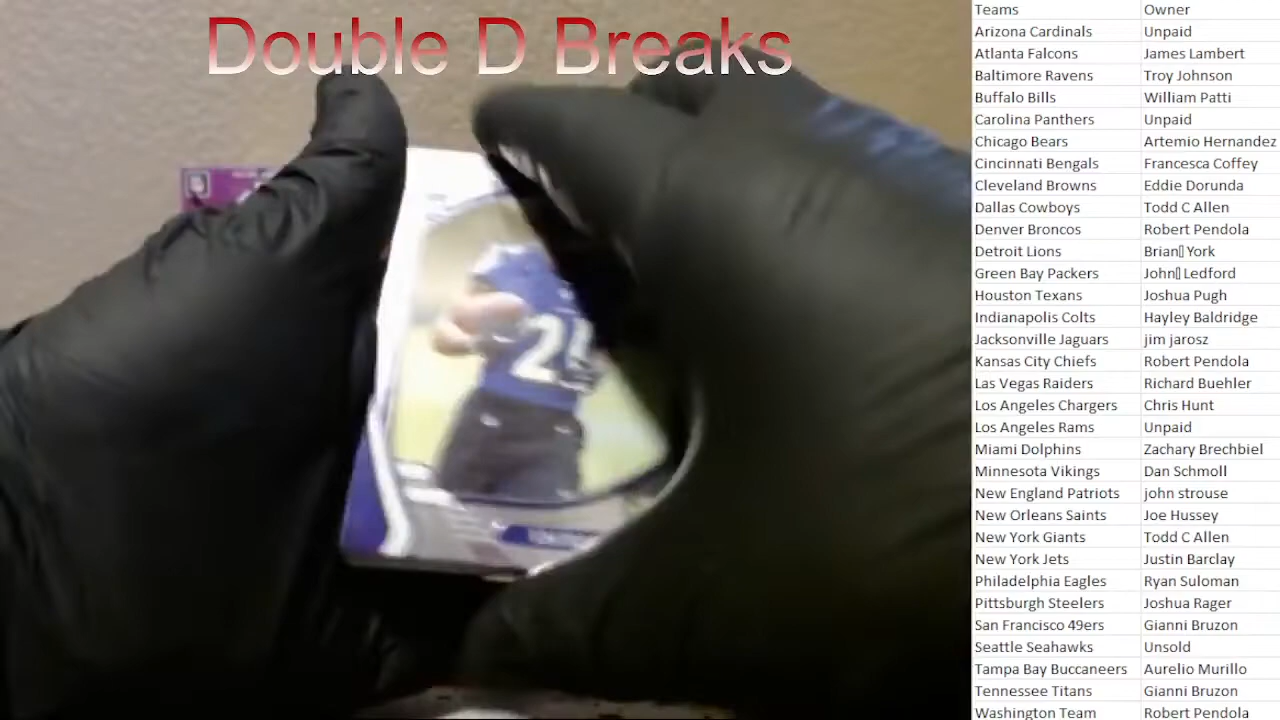 Double D Breaks
Teams Owner
Arizona Cardinals Unpaid
Atlanta Falcons James Lambert
Baltimore Ravens Troy Johnson
Buffalo Bills William Patti
Carolina Panthers Unpaid
Chicago Bears Artemio Hernandez
Cincinnati Bengals Francesca Coffey
Cleveland Browns Eddie Dorunda
Dallas Cowboys Todd C Allen
Denver Broncos Robert Pendola
Detroit Lions Brian▯York
Green Bay Packers John▯Ledford
Houston Texans Joshua Pugh
Indianapolis Colts Hayley Baldridge
Jacksonville Jaguars jim jarosz
Kansas City Chiefs Robert Pendola
Las Vegas Raiders Richard Buehler
Los Angeles Chargers Chris Hunt
Los Angeles Rams Unpaid
Miami Dolphins Zachary Brechbiel
Minnesota Vikings Dan Schmoll
New England Patriots john strouse
New Orleans Saints Joe Hussey
New York Giants Todd C Allen
New York Jets Justin Barclay
Philadelphia Eagles Ryan Suloman
Pittsburgh Steelers Joshua Rager
San Francisco 49ers Gianni Bruzon
Seattle Seahawks Unsold
Tampa Bay Buccaneers Aurelio Murillo
Tennessee Titans Gianni Bruzon
Washington Team Robert Pendola